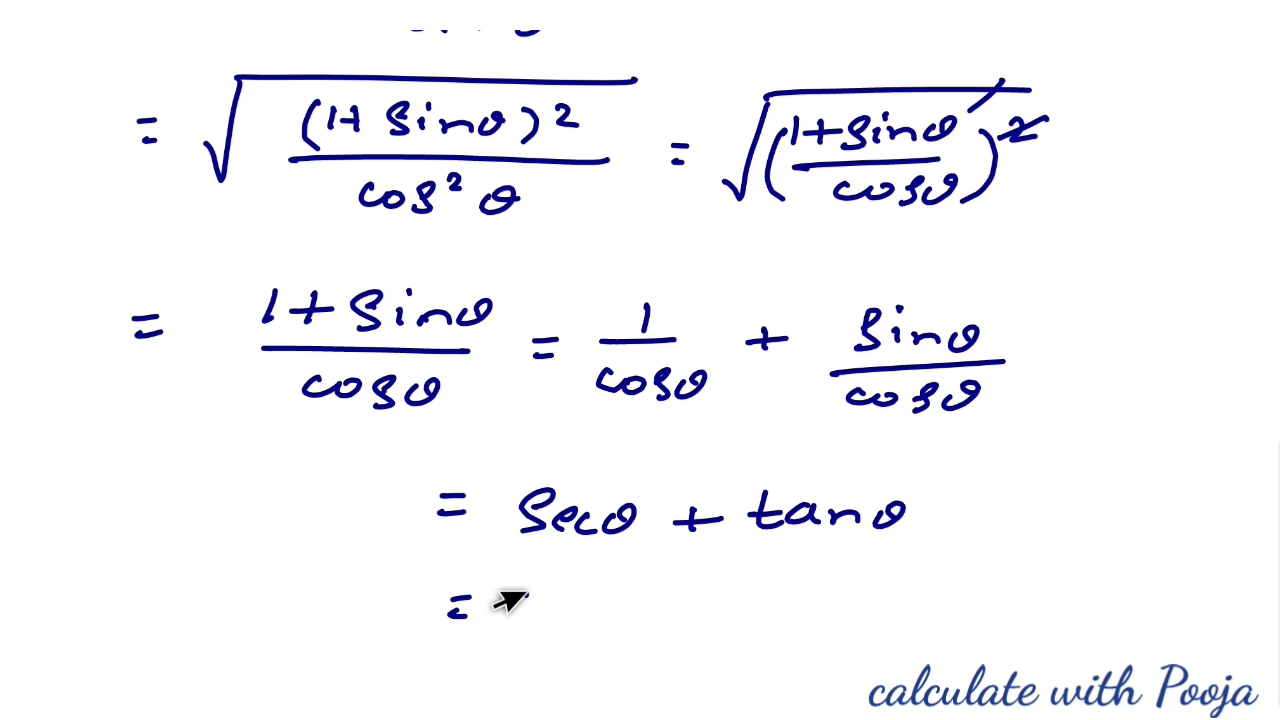 = √((1+ sinθ)² / cos²θ) = √((1+sinθ / cosθ)²)
= 1+sinθ / cosθ = 1 / cosθ + sinθ / cosθ
= secθ + tanθ
=
calculate with Pooja